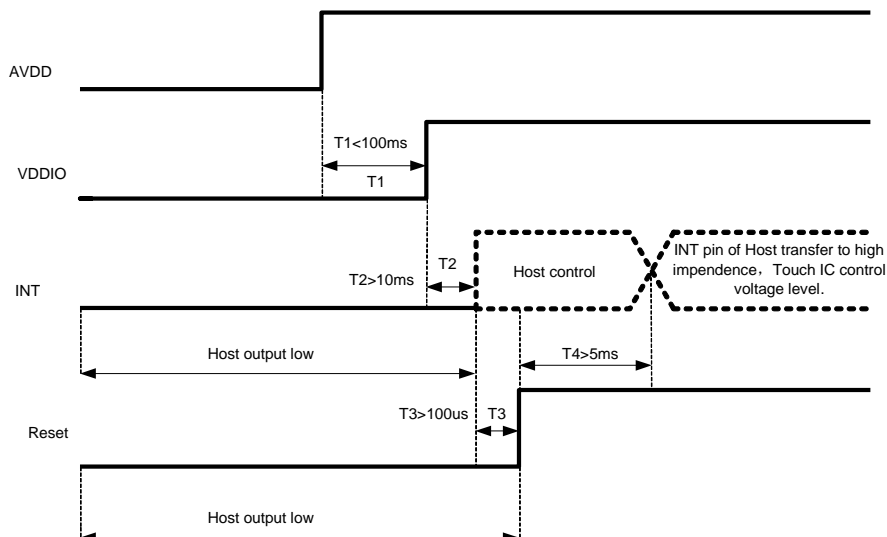 AVDD
T1<100ms
VDDIO
T1
INT pin of Host transfer to high
impendence，Touch IC control
voltage level.
T2
Host control
T2>10ms
INT
Host output low
T4>5ms
T3>100us
T3
Reset
Host output low